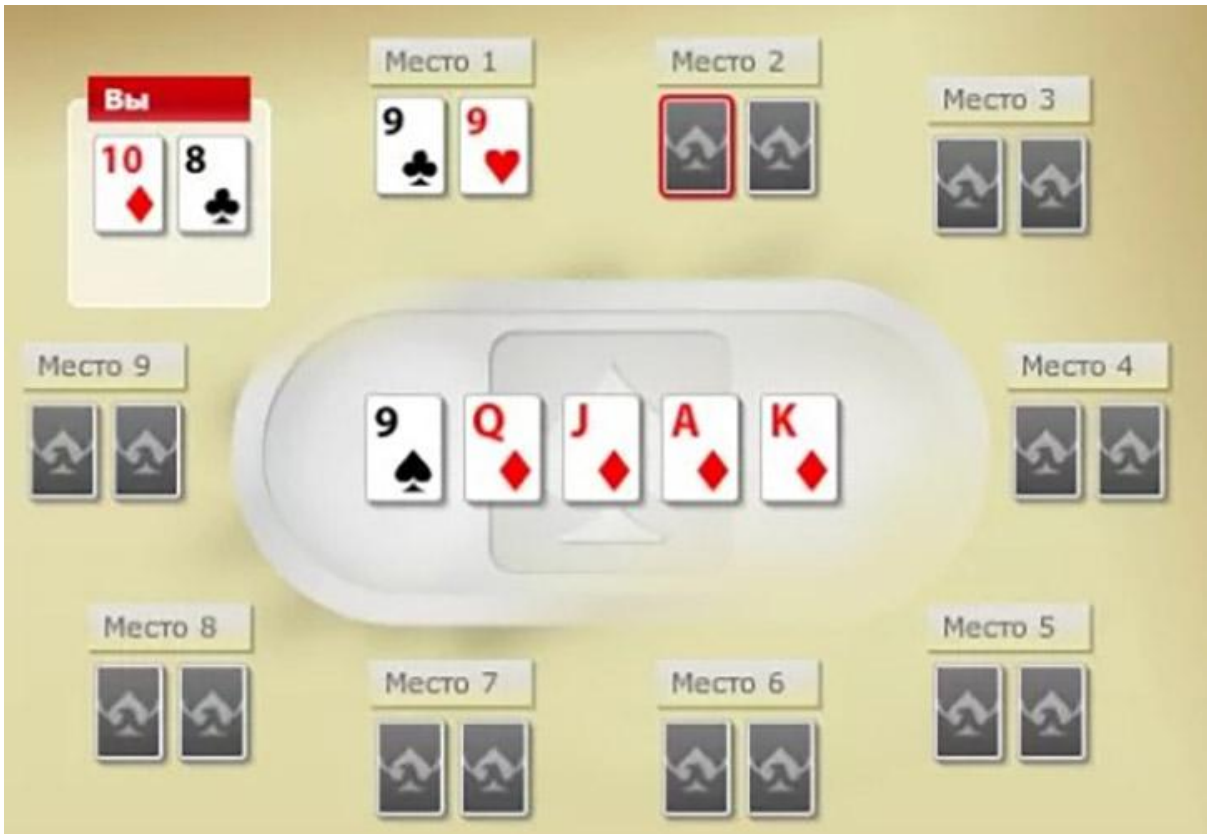 Место 1
Место 2
Место 3
Вы
10 8
9 9
Место 9
Место 4
9 Q J A K
Место 8
Место 5
Место 7
Место 6